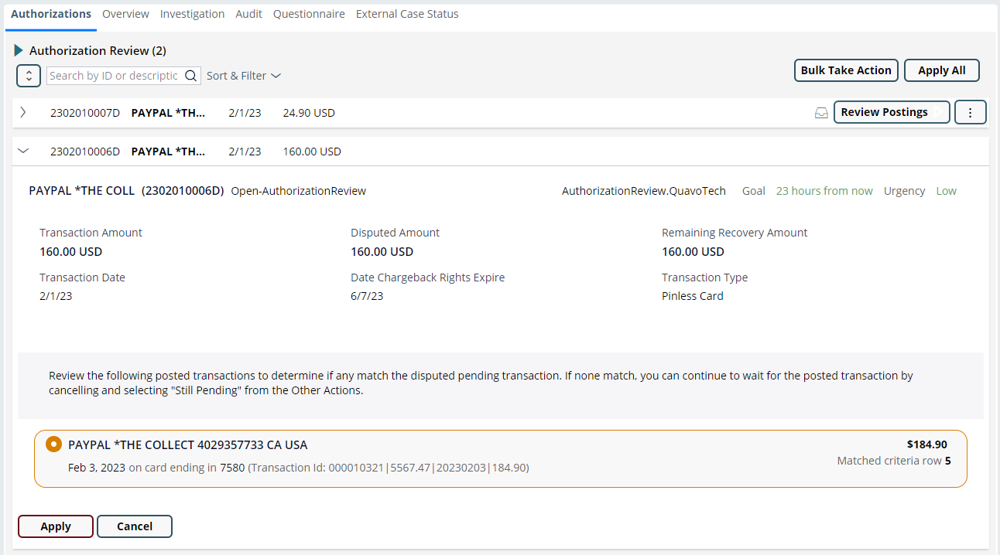 Authorizations Overview Investigation Audit Questionnaire External Case Status
Authorization Review (2)
Search by ID or descriptic Sort & Filter Bulk Take Action Apply All
2302010007D PAYPAL *TH... 2/1/23 24.90 USD Review Postings
2302010006D PAYPAL *TH... 2/1/23 160.00 USD
PAYPAL *THE COLL (2302010006D) Open-AuthorizationReview AuthorizationReview.QuavoTech Goal 23 hours from now Urgency Low
Transaction Amount Disputed Amount Remaining Recovery Amount
160.00 USD 160.00 USD 160.00 USD
Transaction Date Date Chargeback Rights Expire Transaction Type
2/1/23 6/7/23 Pinless Card
Review the following posted transactions to determine if any match the disputed pending transaction. If none match, you can continue to wait for the posted transaction by
cancelling and selecting "Still Pending" from the Other Actions.
PAYPAL *THE COLLECT 4029357733 CA USA $184.90
Feb 3, 2023 on card ending in 7580 (Transaction Id: 000010321|5567.47|20230203|184.90) Matched criteria row 5
Apply Cancel